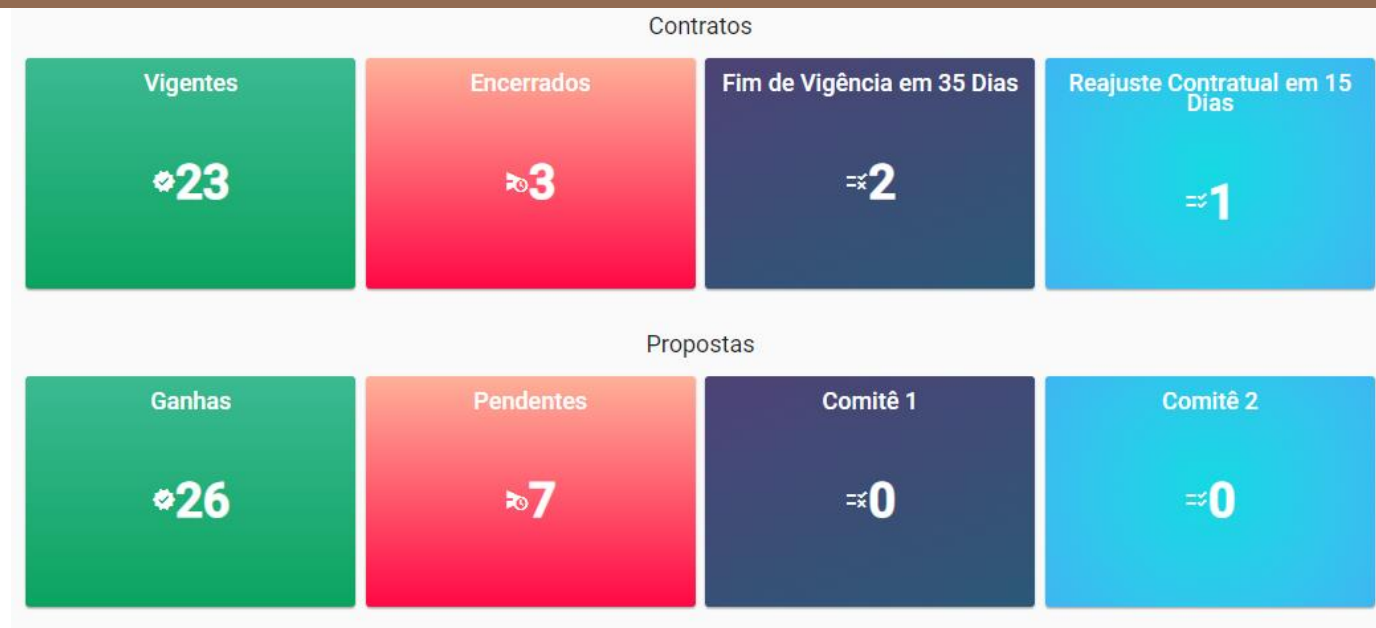 Contratos
Vigentes
23
Encerrados
3
Fim de Vigência em 35 Dias
2
Reajuste Contratual em 15
Dias
1
Propostas
Ganhas
26
Pendentes
7
Comitê 1
0
Comitê 2
0